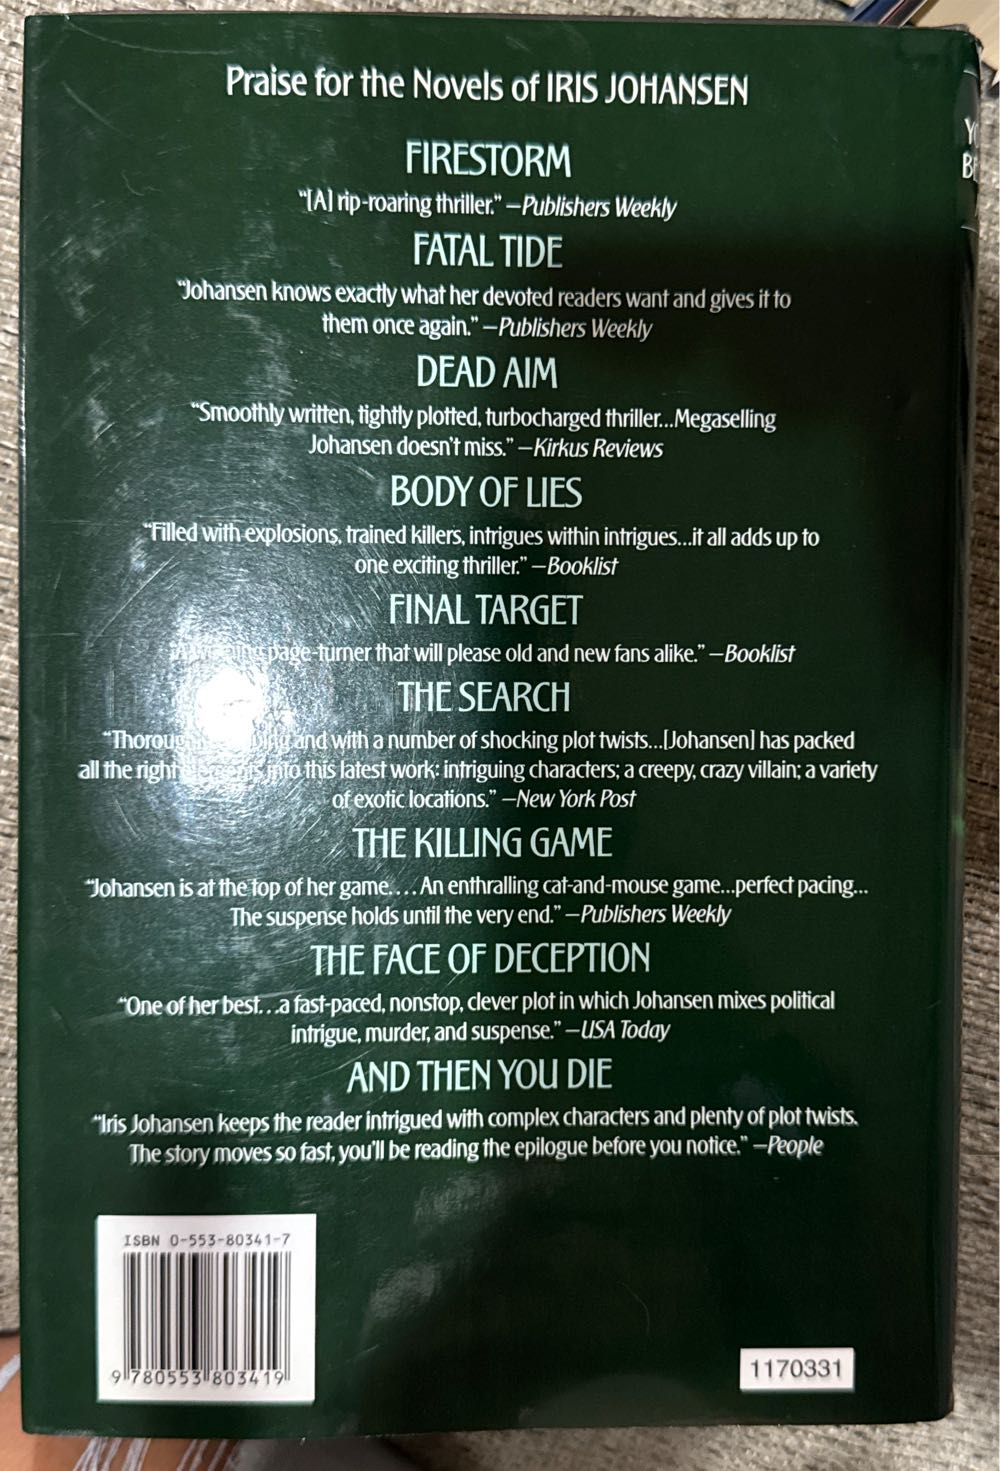 Praise for the Novels of IRIS JOHANSEN
FIRESTORM
“[A] rip-roaring thriller.” —Publishers Weekly
FATAL TIDE
“Johansen knows exactly what her devoted readers want and gives it to
them once again.” —Publishers Weekly
DEAD AIM
“Smoothly written, tightly plotted, turbocharged thriller...Megaselling
Johansen doesn't miss.” —Kirkus Reviews
BODY OF LIES
“Filled with explosions, trained killers, intrigues within intrigues...it all adds up to
one exciting thriller.” —Booklist
FINAL TARGET
page-turner that will please old and new fans alike.” —Booklist
THE SEARCH
and with a number of shocking plot twists...[Johansen] has packed
all the right elements into this latest work: intriguing characters; a creepy, crazy villain; a variety
of exotic locations.” —New York Post
THE KILLING GAME
“Johansen is at the top of her game.... An enthralling cat-and-mouse game...perfect pacing...
The suspense holds until the very end.” —Publishers Weekly
THE FACE OF DECEPTION
“One of her best...a fast-paced, nonstop, clever plot in which Johansen mixes political
intrigue, murder, and suspense.” —USA Today
AND THEN YOU DIE
“Iris Johansen keeps the reader intrigued with complex characters and plenty of plot twists.
The story moves so fast, you'll be reading the epilogue before you notice.” —People
ISBN 0-553-80341-7
9 780553 803419
1170331